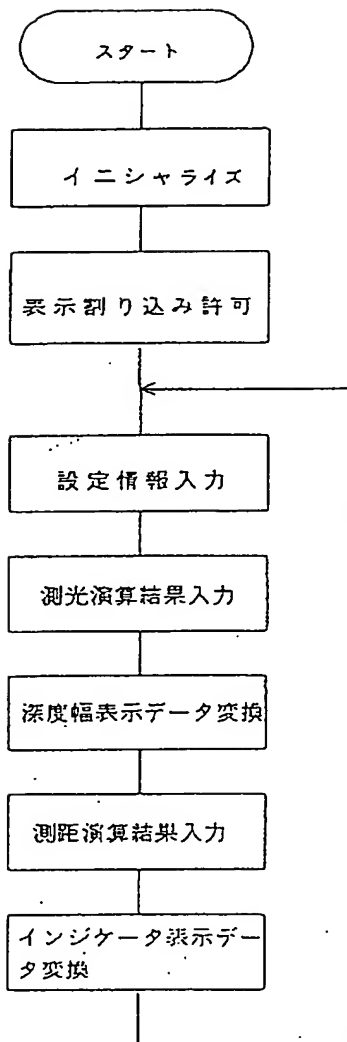 スタート
イニシャライズ
表示割り込み許可
設定情報入力
測光演算結果入力
深度幅表示データ変換
測距演算結果入力
インジケータ表示デー
タ変換